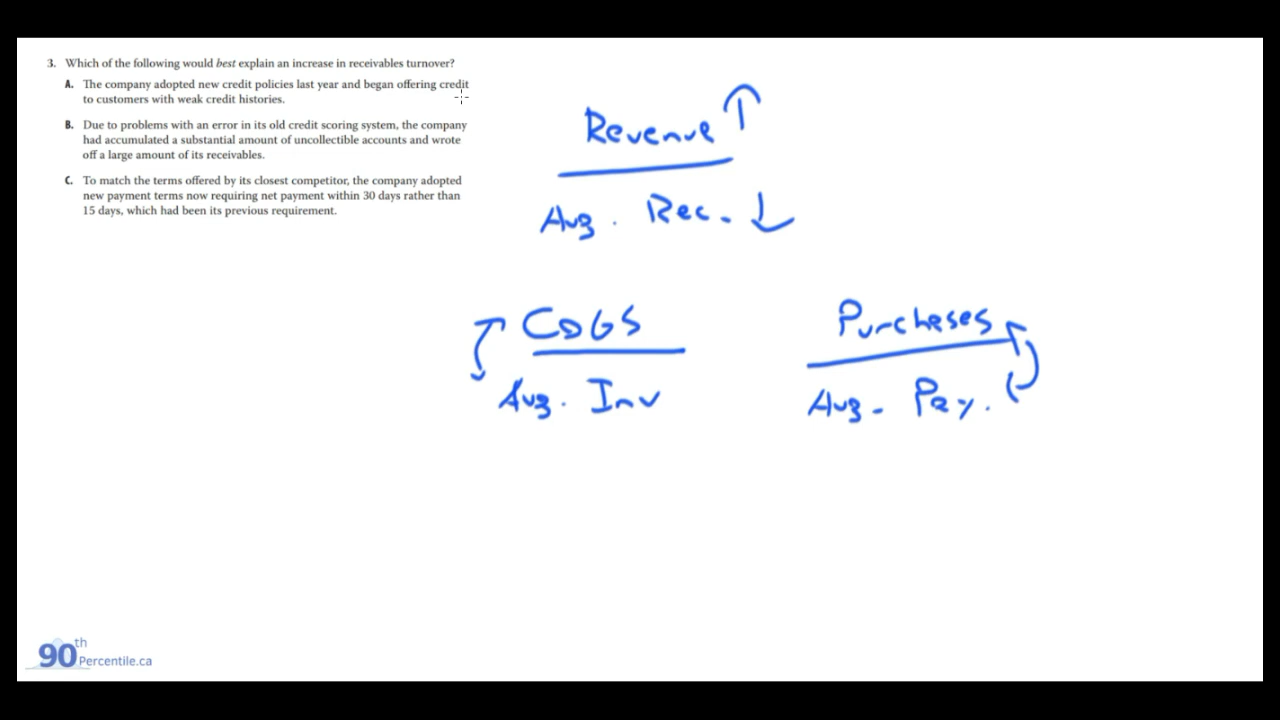 3. Which of the following would best explain an increase in receivables turnover?
A. The company adopted new credit policies last year and began offering credit
to customers with weak credit histories.
B. Due to problems with an error in its old credit scoring system, the company
had accumulated a substantial amount of uncollectible accounts and wrote
off a large amount of its receivables.
C. To match the terms offered by its closest competitor, the company adopted
new payment terms now requiring net payment within 30 days rather than
15 days, which had been its previous requirement.
Revenue ↑
Avg. Rec. ↓
COGS
Avg. Inv
Purcheses
Avg. Pay.
90th
Percentile.ca